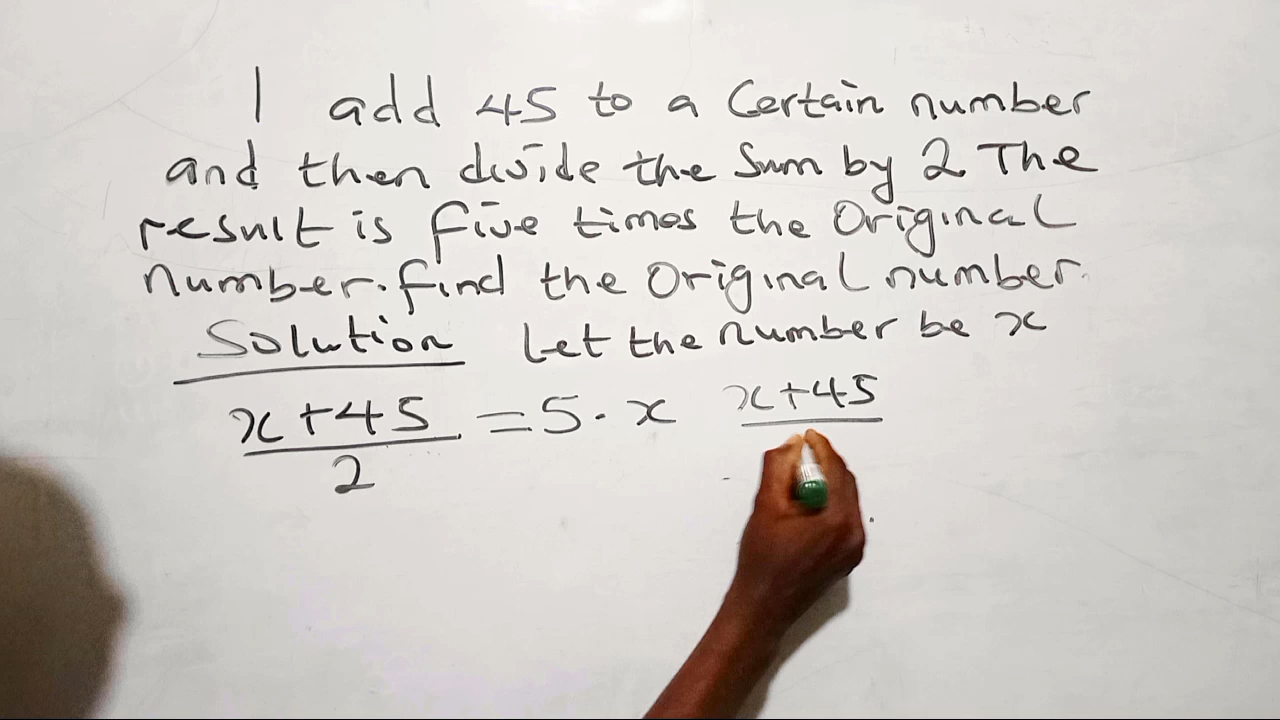 I add 45 to a Certain number
and then divide the Sum by 2 The
result is five times the Original
number. find the Original number.
Solution Let the number be x
x+45 = 5·x x+45
2